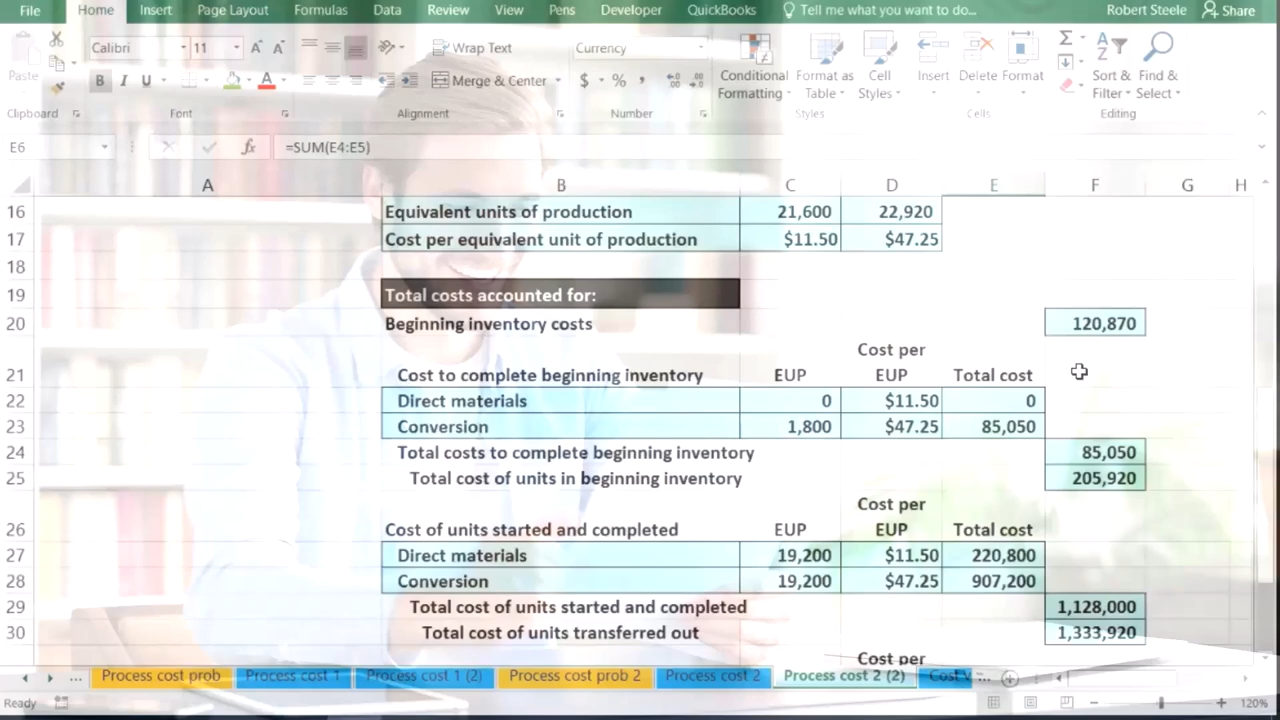 File Home Insert Page Layout Formulas Data Review View Pens Developer QuickBooks Tell me what you want to do... Robert Steele Share
Calibri 11 Wrap Text Currency
Paste B I U Merge & Center $ % Conditional Formatting Format as Table Cell Styles Insert Delete Format Sort & Filter Find & Select
Clipboard Font Alignment Number Styles Cells Editing
E6 fx =SUM(E4:E5)
A B C D E F G H
16 Equivalent units of production 21,600 22,920
17 Cost per equivalent unit of production $11.50 $47.25
18
19 Total costs accounted for:
20 Beginning inventory costs 120,870
Cost per
21 Cost to complete beginning inventory EUP EUP Total cost
22 Direct materials 0 $11.50 0
23 Conversion 1,800 $47.25 85,050
24 Total costs to complete beginning inventory 85,050
25 Total cost of units in beginning inventory 205,920
Cost per
26 Cost of units started and completed EUP EUP Total cost
27 Direct materials 19,200 $11.50 220,800
28 Conversion 19,200 $47.25 907,200
29 Total cost of units started and completed 1,128,000
30 Total cost of units transferred out 1,333,920
Cost per
... Process cost prob Process cost 1 Process cost 1 (2) Process cost prob 2 Process cost 2 Process cost 2 (2) Cost V ...
Ready 120%